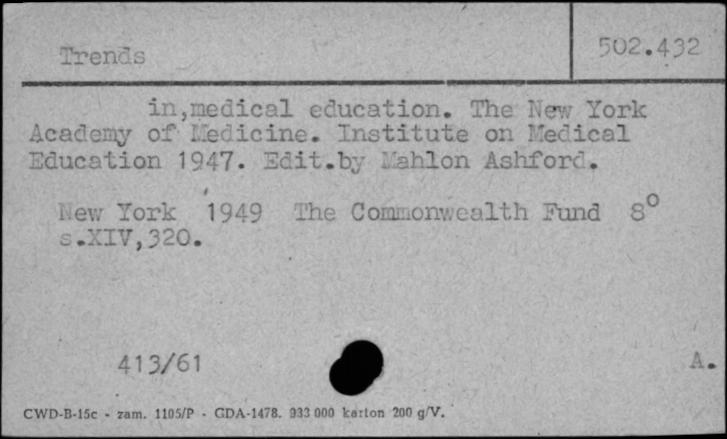 Trends
502.432
in,medical education. The New York
Academy of Medicine. Institute on Medical
Education 1947. Edit.by Mahlon Ashford.
New York 1949 The Commonwealth Fund 8°
s.XIV,320.
413/61
A.
CWD-B-15c - zam. 1105/P - GDA-1478. 933 000 karton 200 g/V.